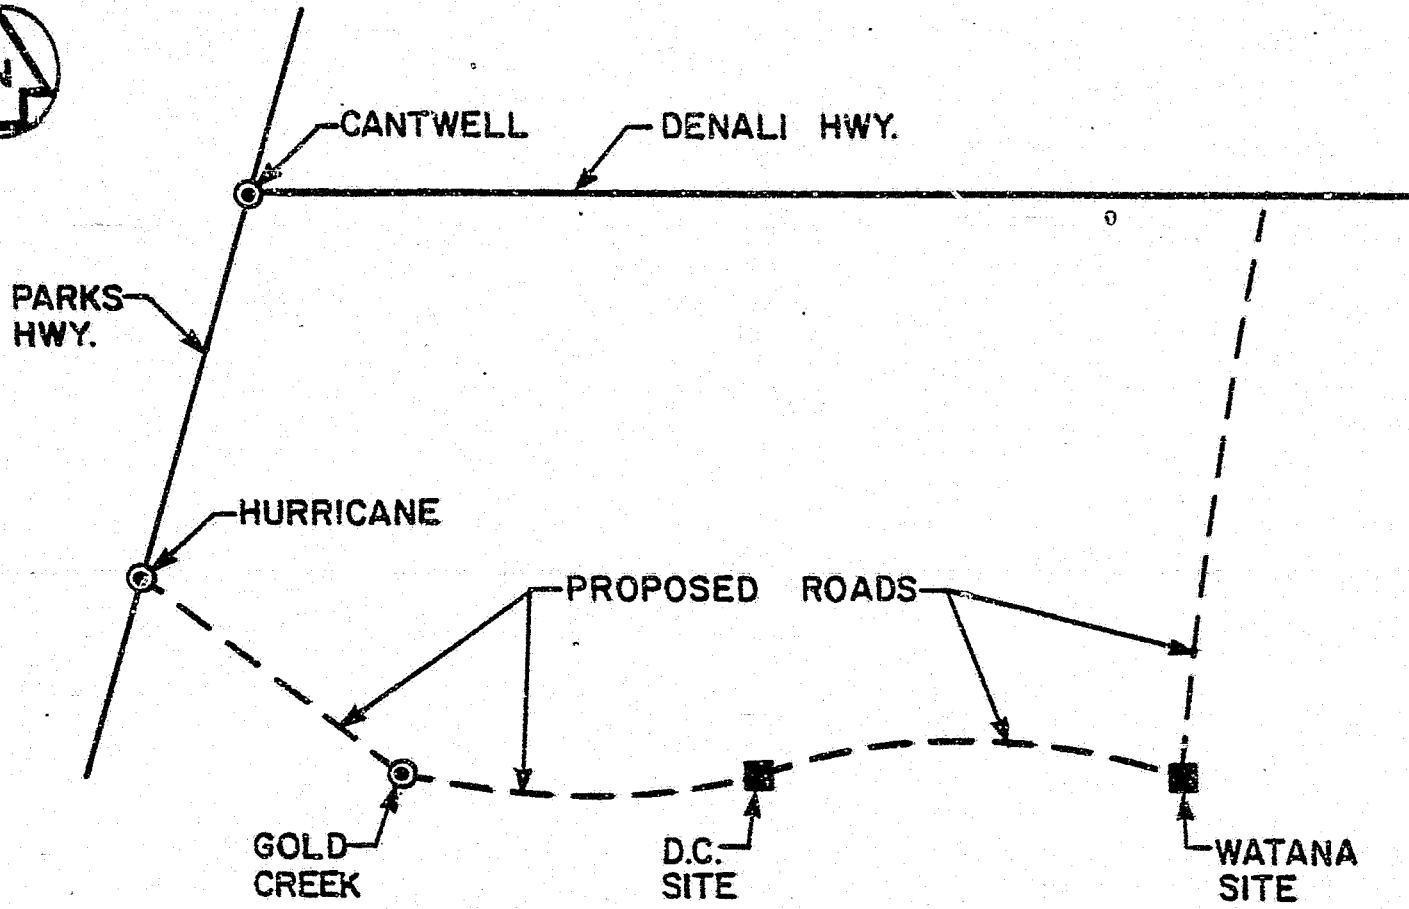 N
CANTWELL
DENALI HWY.
PARKS
HWY.
HURRICANE
PROPOSED ROADS
GOLD
CREEK
D.C.
SITE
WATANA
SITE